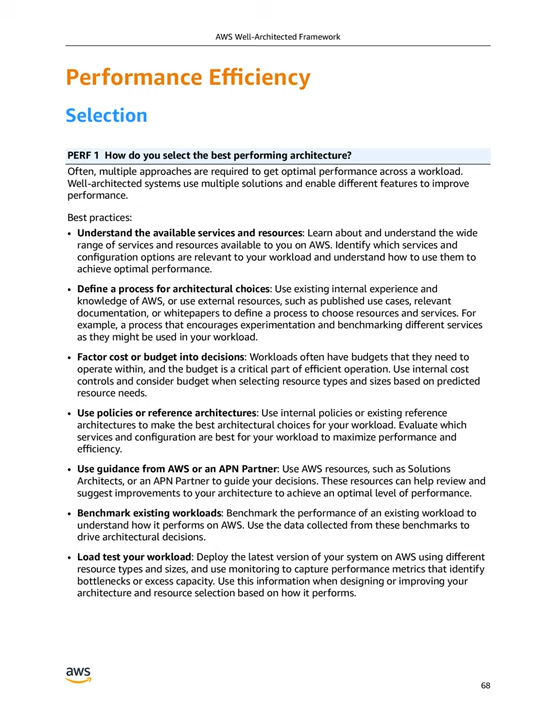 AWS Well-Architected Framework
Performance Efficiency
Selection
PERF 1 How do you select the best performing architecture?
Often, multiple approaches are required to get optimal performance across a workload.
Well-architected systems use multiple solutions and enable different features to improve
performance.
Best practices:
• Understand the available services and resources: Learn about and understand the wide
range of services and resources available to you on AWS. Identify which services and
configuration options are relevant to your workload and understand how to use them to
achieve optimal performance.
• Define a process for architectural choices: Use existing internal experience and
knowledge of AWS, or use external resources, such as published use cases, relevant
documentation, or whitepapers to define a process to choose resources and services. For
example, a process that encourages experimentation and benchmarking different services
as they might be used in your workload.
• Factor cost or budget into decisions: Workloads often have budgets that they need to
operate within, and the budget is a critical part of efficient operation. Use internal cost
controls and consider budget when selecting resource types and sizes based on predicted
resource needs.
• Use policies or reference architectures: Use internal policies or existing reference
architectures to make the best architectural choices for your workload. Evaluate which
services and configuration are best for your workload to maximize performance and
efficiency.
• Use guidance from AWS or an APN Partner: Use AWS resources, such as Solutions
Architects, or an APN Partner to guide your decisions. These resources can help review and
suggest improvements to your architecture to achieve an optimal level of performance.
• Benchmark existing workloads: Benchmark the performance of an existing workload to
understand how it performs on AWS. Use the data collected from these benchmarks to
drive architectural decisions.
• Load test your workload: Deploy the latest version of your system on AWS using different
resource types and sizes, and use monitoring to capture performance metrics that identify
bottlenecks or excess capacity. Use this information when designing or improving your
architecture and resource selection based on how it performs.
aws
68